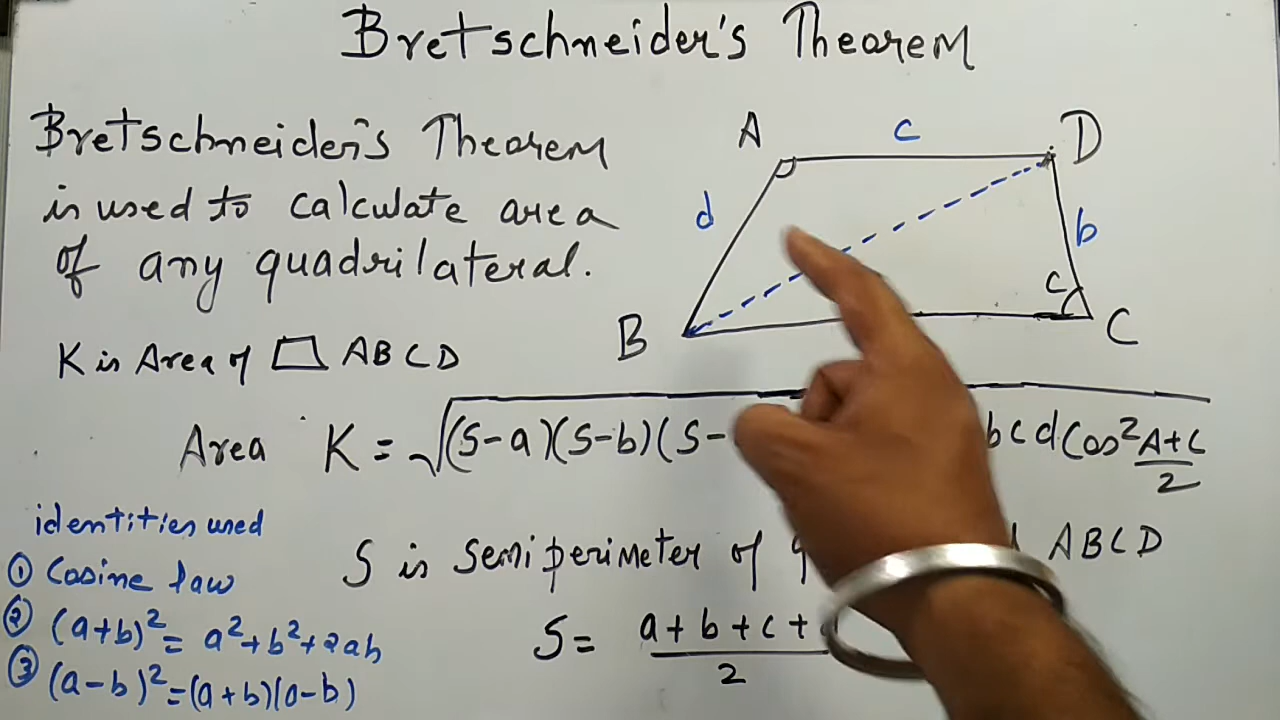 Bretschneider's Theorem
Bretschneider's Theorem
is used to calculate area
of any quadrilateral.
K is Area of ABCD
A
c
D
d
b
c
B
C
Area K = √(S-a)(S-b)(S- bcd Cos² A+C
2
identities used
① Cosine law
② (a+b)² = a²+b²+2ab
③ (a-b)² = (a+b)(a-b)
S is semiperimeter of q ABCD
S = a + b + c +
2